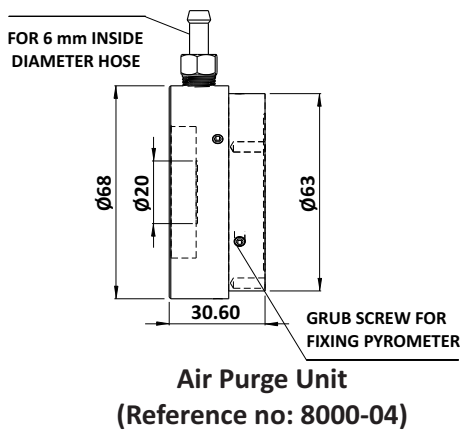 FOR 6 mm INSIDE
DIAMETER HOSE
Ø68
Ø20
Ø63
30.60
GRUB SCREW FOR
FIXING PYROMETER
Air Purge Unit
(Reference no: 8000-04)